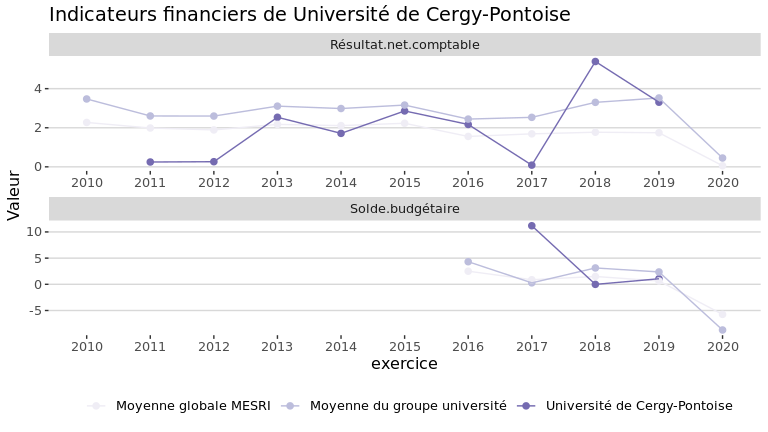 Indicateurs financiers de Université de Cergy-Pontoise
Résultat.net.comptable
4
2
0
2010 2011 2012 2013 2014 2015 2016 2017 2018 2019 2020
Valeur
Solde.budgétaire
10
5
0
-5
2010 2011 2012 2013 2014 2015 2016 2017 2018 2019 2020
exercice
Moyenne globale MESRI Moyenne du groupe université Université de Cergy-Pontoise